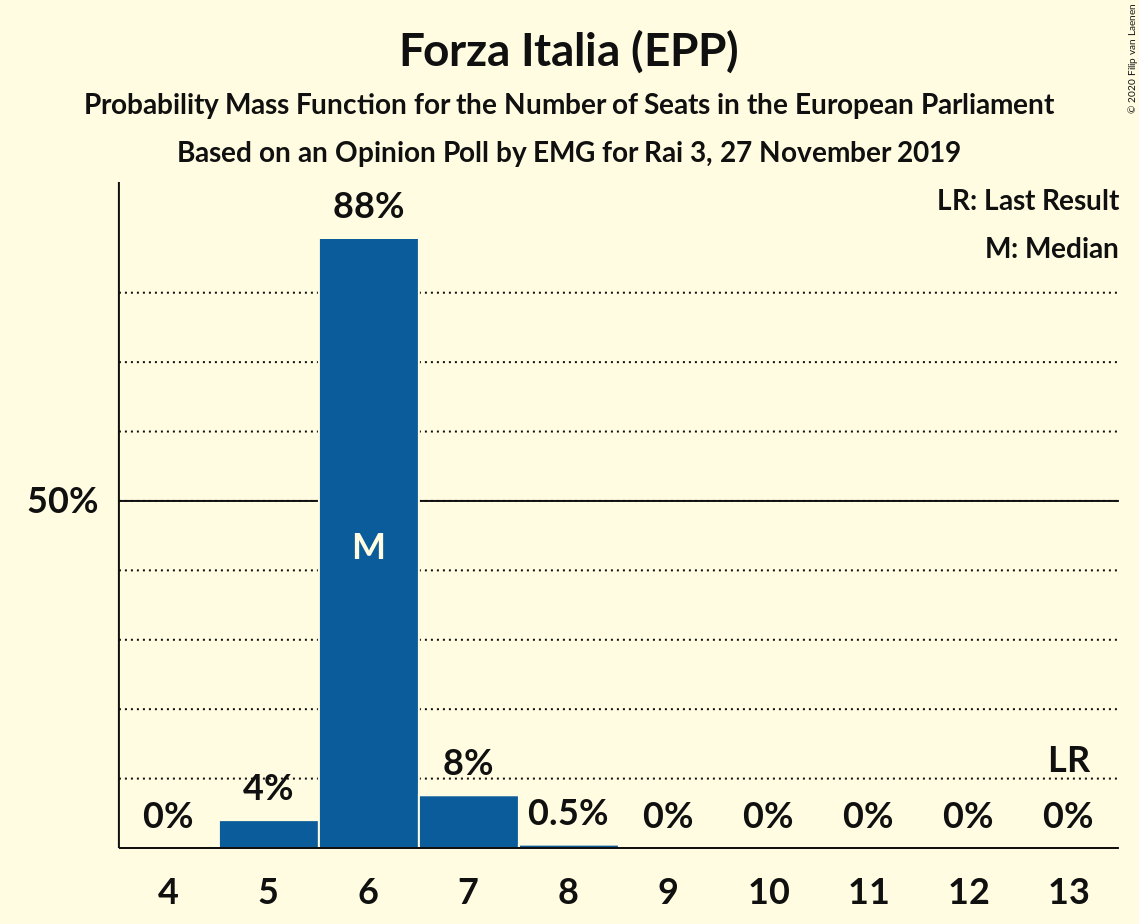 Forza Italia (EPP)
Probability Mass Function for the Number of Seats in the European Parliament
Based on an Opinion Poll by EMG for Rai 3, 27 November 2019
© 2020 Filip van Laenen
LR: Last Result
M: Median
88%
50%
M
LR
0% 4% 8% 0.5% 0% 0% 0% 0% 0%
4 5 6 7 8 9 10 11 12 13